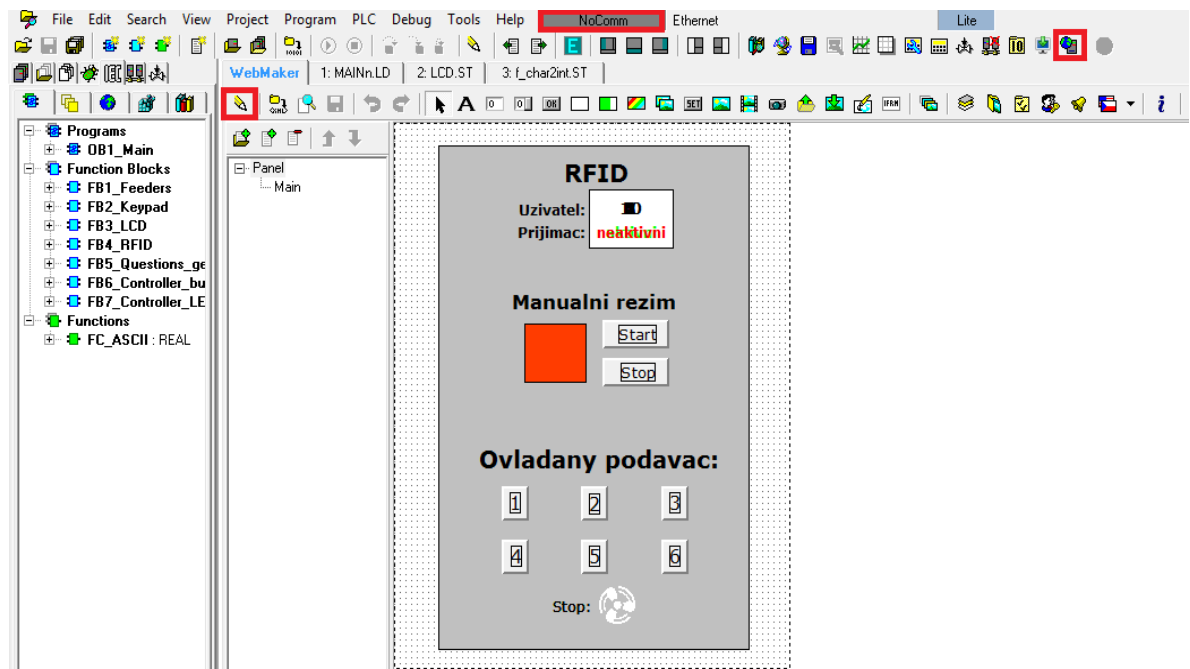 File Edit Search View Project Program PLC Debug Tools Help NoComm Ethernet Lite
WebMaker 1: MAINn.LD 2: LCD.ST 3: f_char2int.ST
Programs
OB1_Main
Function Blocks
FB1_Feeders
FB2_Keypad
FB3_LCD
FB4_RFID
FB5_Questions_ge
FB6_Controller_bu
FB7_Controller_LE
Functions
FC_ASCII : REAL
Panel
Main
RFID
Uzivatel:
Prijimac: neaktivni
Manualni rezim
Start
Stop
Ovladany podavac:
1 2 3
4 5 6
Stop: